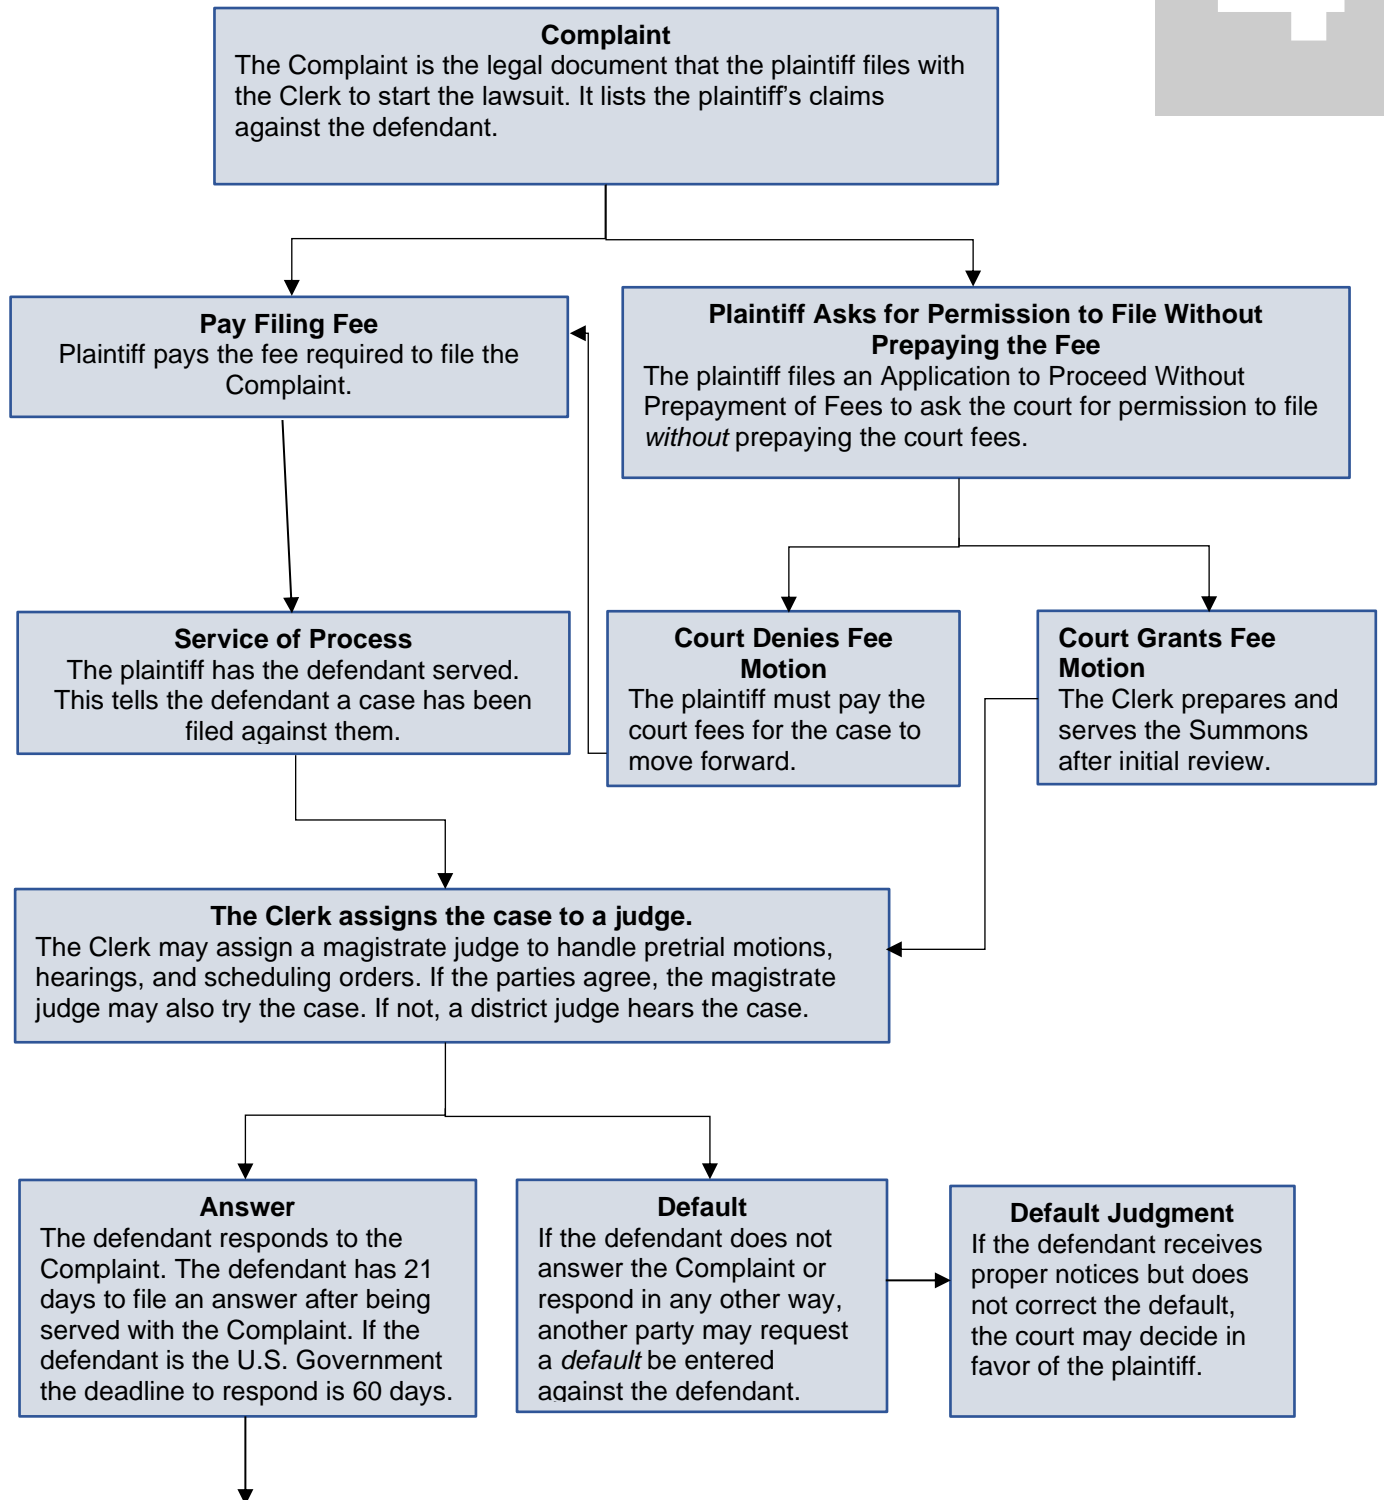 Complaint
The Complaint is the legal document that the plaintiff files with
the Clerk to start the lawsuit. It lists the plaintiff's claims
against the defendant.
Pay Filing Fee
Plaintiff pays the fee required to file the
Complaint.
Plaintiff Asks for Permission to File Without
Prepaying the Fee
The plaintiff files an Application to Proceed Without
Prepayment of Fees to ask the court for permission to file
without prepaying the court fees.
Service of Process
The plaintiff has the defendant served.
This tells the defendant a case has been
filed against them.
Court Denies Fee
Motion
The plaintiff must pay the
court fees for the case to
move forward.
Court Grants Fee
Motion
The Clerk prepares and
serves the Summons
after initial review.
The Clerk assigns the case to a judge.
The Clerk may assign a magistrate judge to handle pretrial motions,
hearings, and scheduling orders. If the parties agree, the magistrate
judge may also try the case. If not, a district judge hears the case.
Answer
The defendant responds to the
Complaint. The defendant has 21
days to file an answer after being
served with the Complaint. If the
defendant is the U.S. Government
the deadline to respond is 60 days.
Default
If the defendant does not
answer the Complaint or
respond in any other way,
another party may request
a default be entered
against the defendant.
Default Judgment
If the defendant receives
proper notices but does
not correct the default,
the court may decide in
favor of the plaintiff.